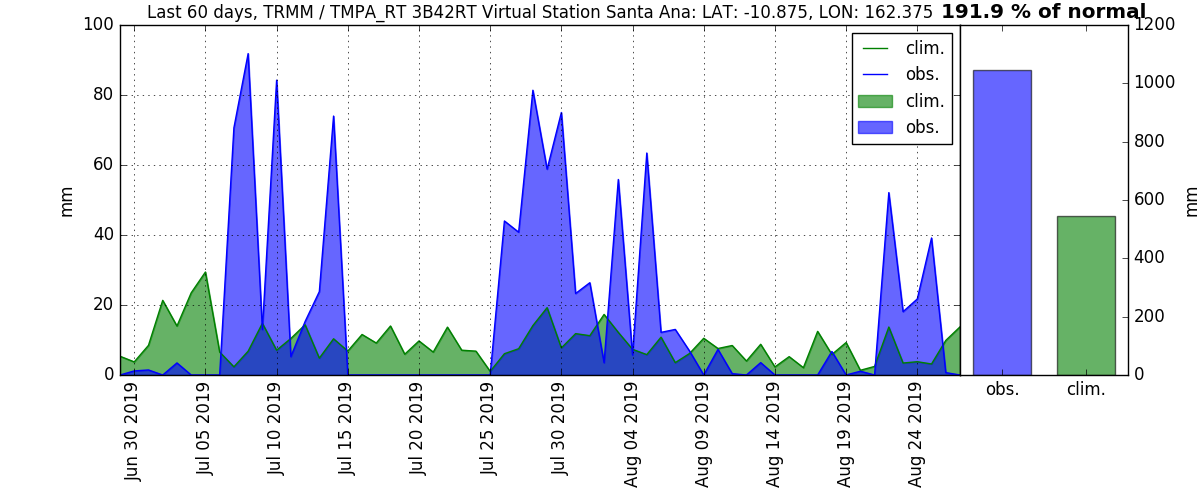 Last 60 days, TRMM / TMPA_RT 3B42RT Virtual Station Santa Ana: LAT: -10.875, LON: 162.375 191.9 % of normal
100
80
60
40
20
0
mm
clim.
obs.
clim.
obs.
1200
1000
800
600
400
200
0
mm
Jun 30 2019
Jul 05 2019
Jul 10 2019
Jul 15 2019
Jul 20 2019
Jul 25 2019
Jul 30 2019
Aug 04 2019
Aug 09 2019
Aug 14 2019
Aug 19 2019
Aug 24 2019
obs.
clim.